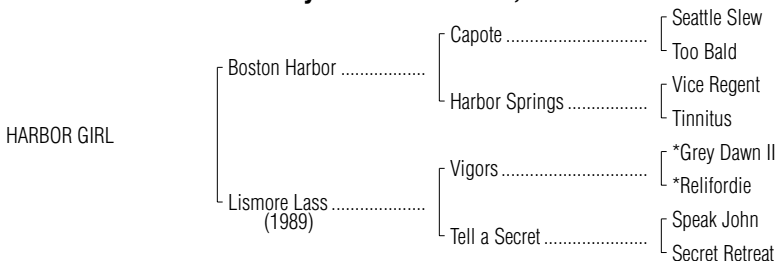 Seattle Slew
Capote ....................................
Too Bald
Boston Harbor ..................
Vice Regent
Harbor Springs ....................
Tinnitus
HARBOR GIRL
*Grey Dawn II
Vigors .....................................
*Relifordie
Lismore Lass ....................
(1989)
Speak John
Tell a Secret ..........................
Secret Retreat